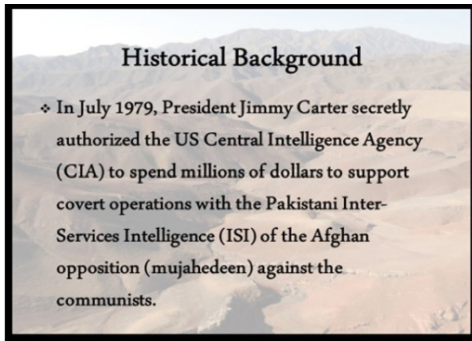 Historical Background
❖ In July 1979, President Jimmy Carter secretly
authorized the US Central Intelligence Agency
(CIA) to spend millions of dollars to support
covert operations with the Pakistani Inter-
Services Intelligence (ISI) of the Afghan
opposition (mujahedeen) against the
communists.